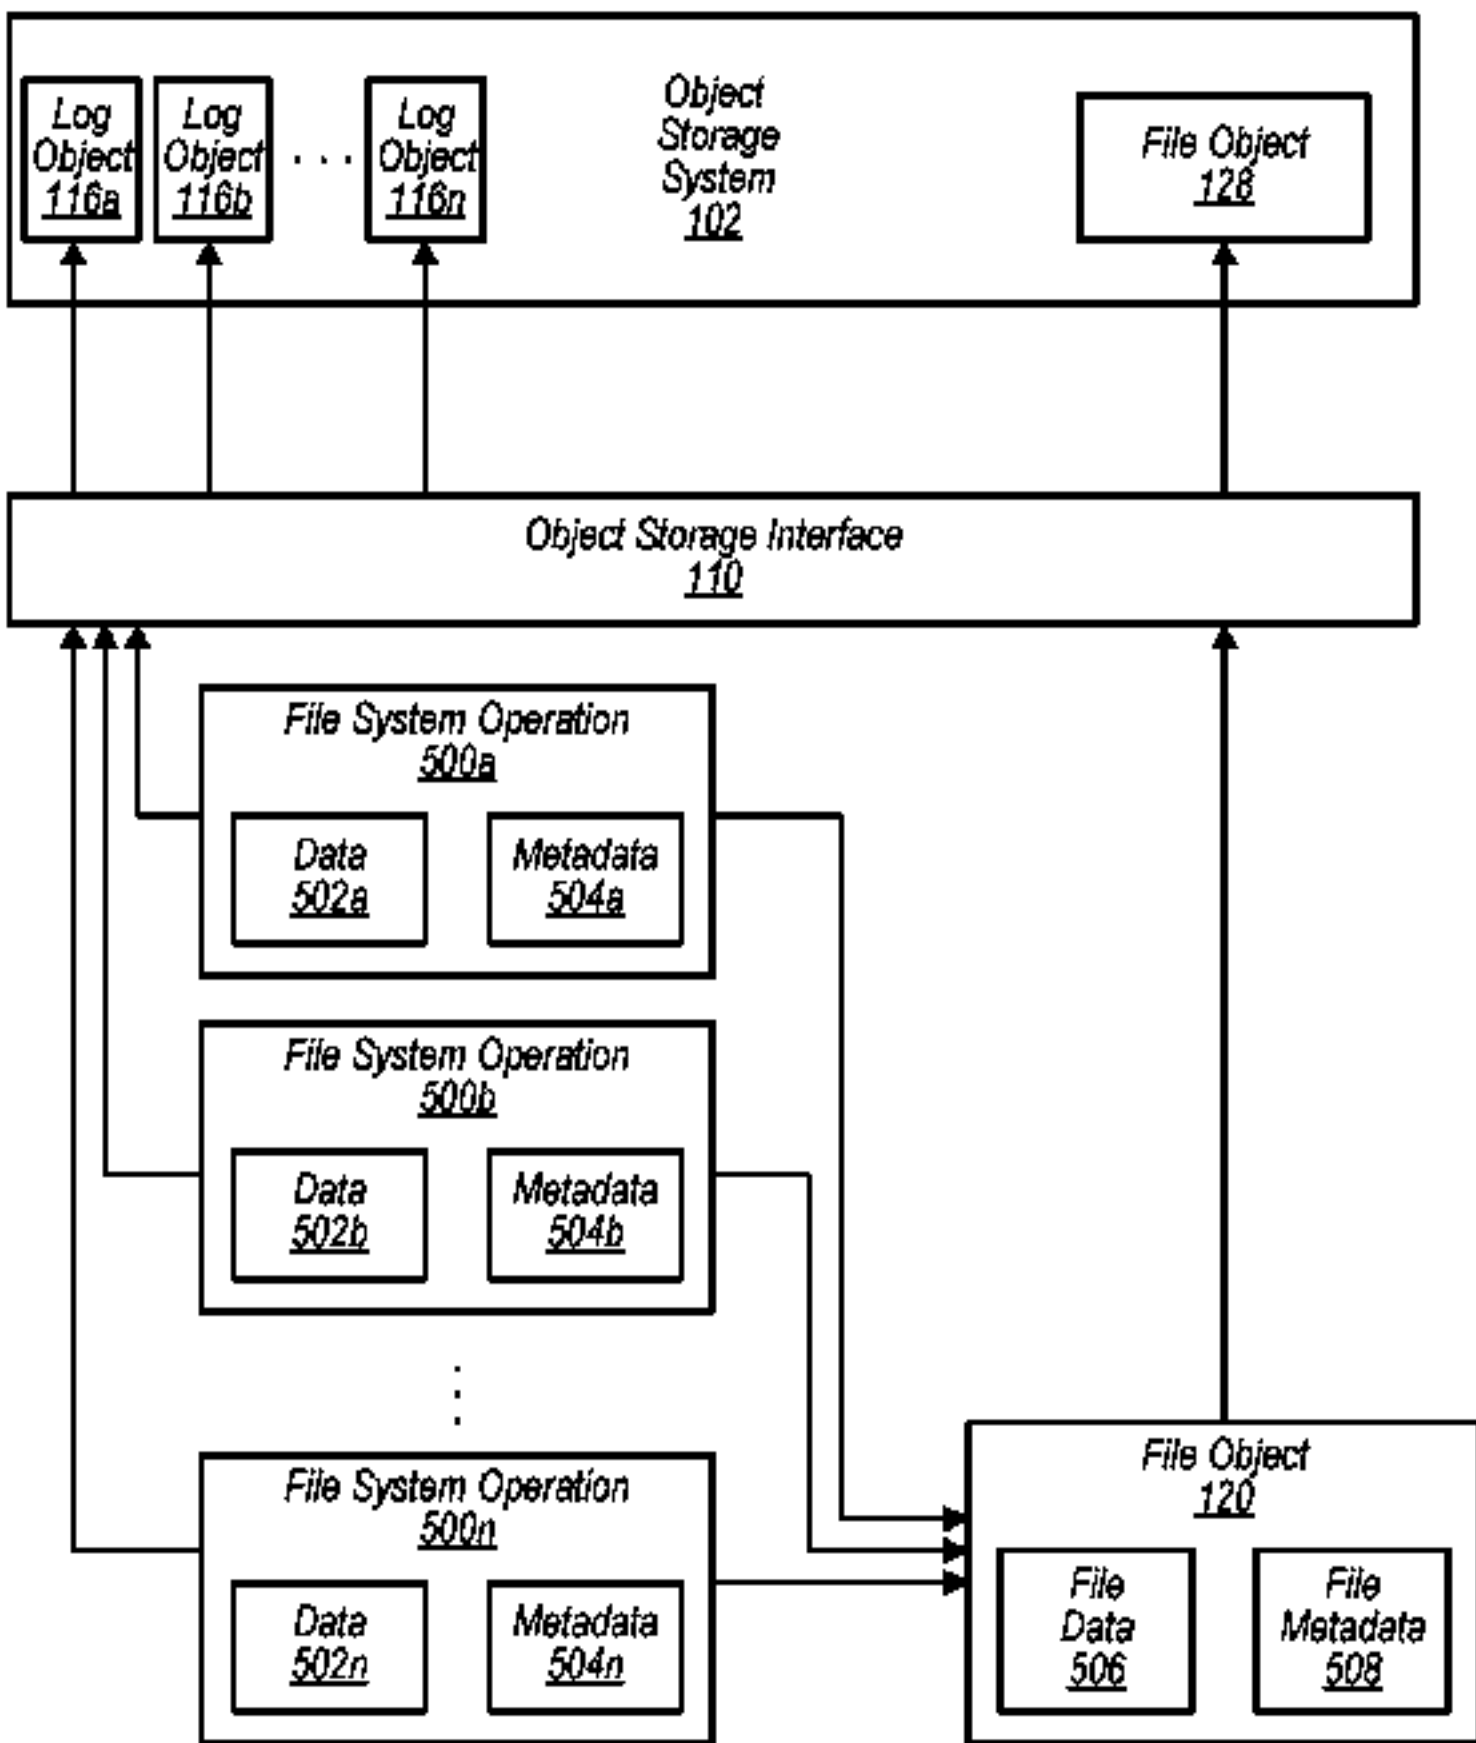 Log
Object
116a
Log
Object
116b
. . .
Log
Object
116n
Object
Storage
System
102
File Object
128
Object Storage Interface
110
File System Operation
500a
Data
502a
Metadata
504a
File System Operation
500b
Data
502b
Metadata
504b
File System Operation
500n
Data
502n
Metadata
504n
File Object
120
File
Data
506
File
Metadata
508